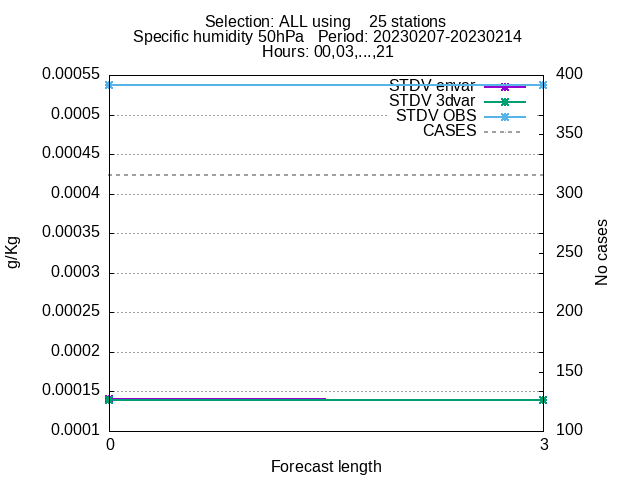 Selection: ALL using    25 stations
Specific humidity 50hPa   Period: 20230207-20230214
Hours: 00,03,...,21
0.00055
0.0005
0.00045
0.0004
0.00035
0.0003
0.00025
0.0002
0.00015
0.0001
g/Kg
STDV envar
STDV 3dvar
STDV OBS
CASES
400
350
300
250
200
150
100
No cases
0
3
Forecast length